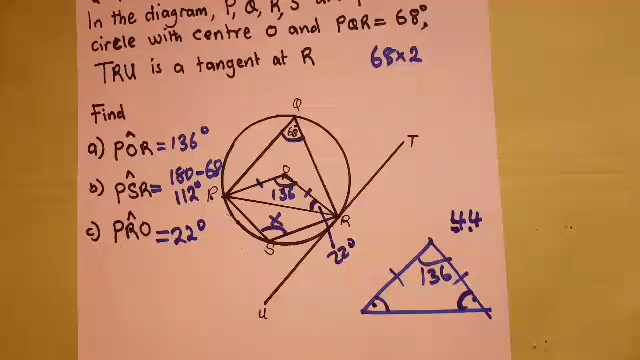 In the diagram, P, Q, R, S
circle with centre O and PQR = 68°,
TRU is a tangent at R
68×2
Find
a) PÔR = 136°
b) PŜR = 180-68
112°
c) PR̂O = 22°
Q
68°
T
O
P
136
R
x
S
22°
U
44
136